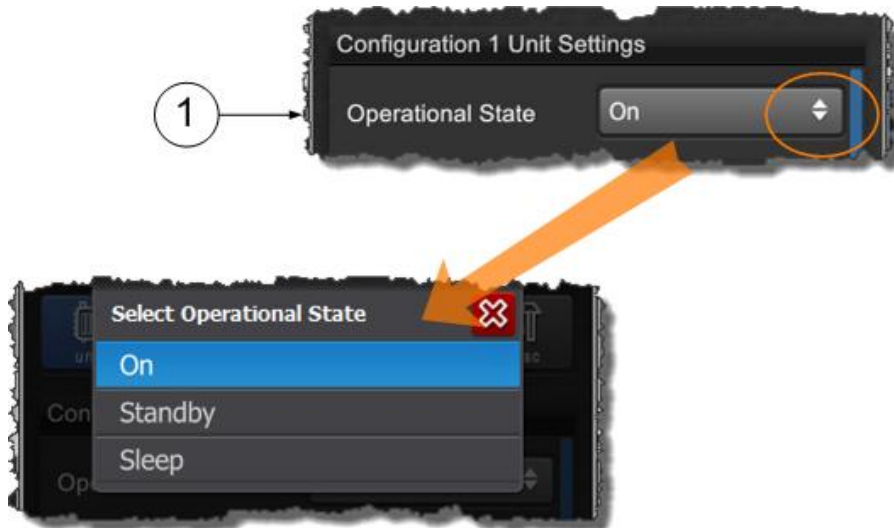 Configuration 1 Unit Settings
1
Operational State
On
Select Operational State
On
Standby
Sleep